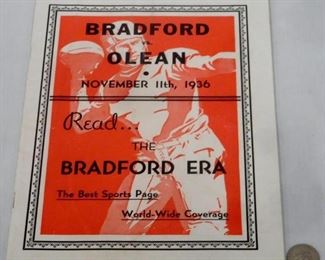 BRADFORD
vs.
OLEAN
NOVEMBER 11th, 1936
Read...
THE
BRADFORD ERA
The Best Sports Page
World-Wide Coverage